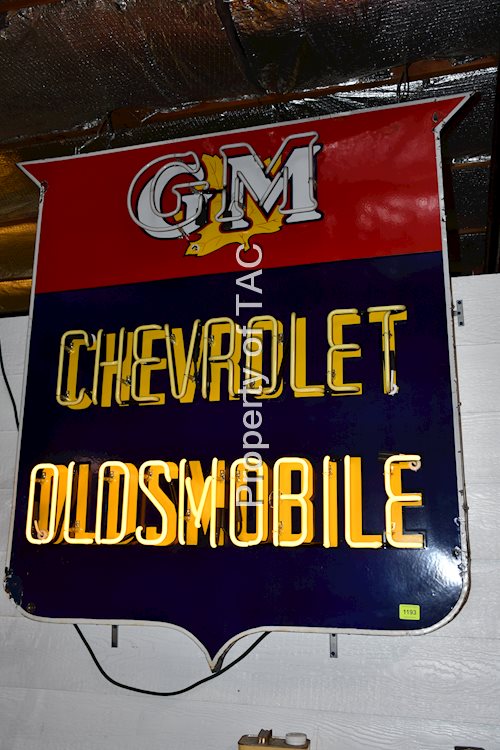 GM
CHEVROLET
OLDSMOBILE
Property of TAC
1193